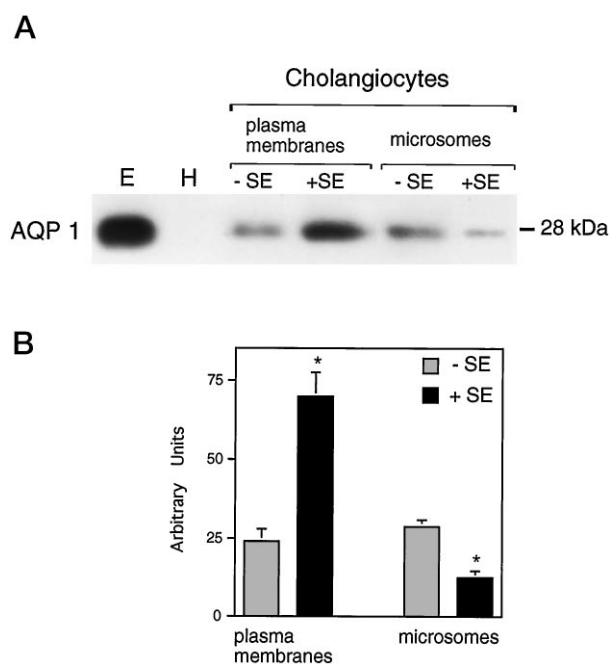 A
Cholangiocytes
plasma membranes
microsomes
E H - SE +SE - SE +SE
AQP 1
28 kDa
B
- SE
+ SE
*
*
75
50
25
0
Arbitrary Units
plasma membranes
microsomes